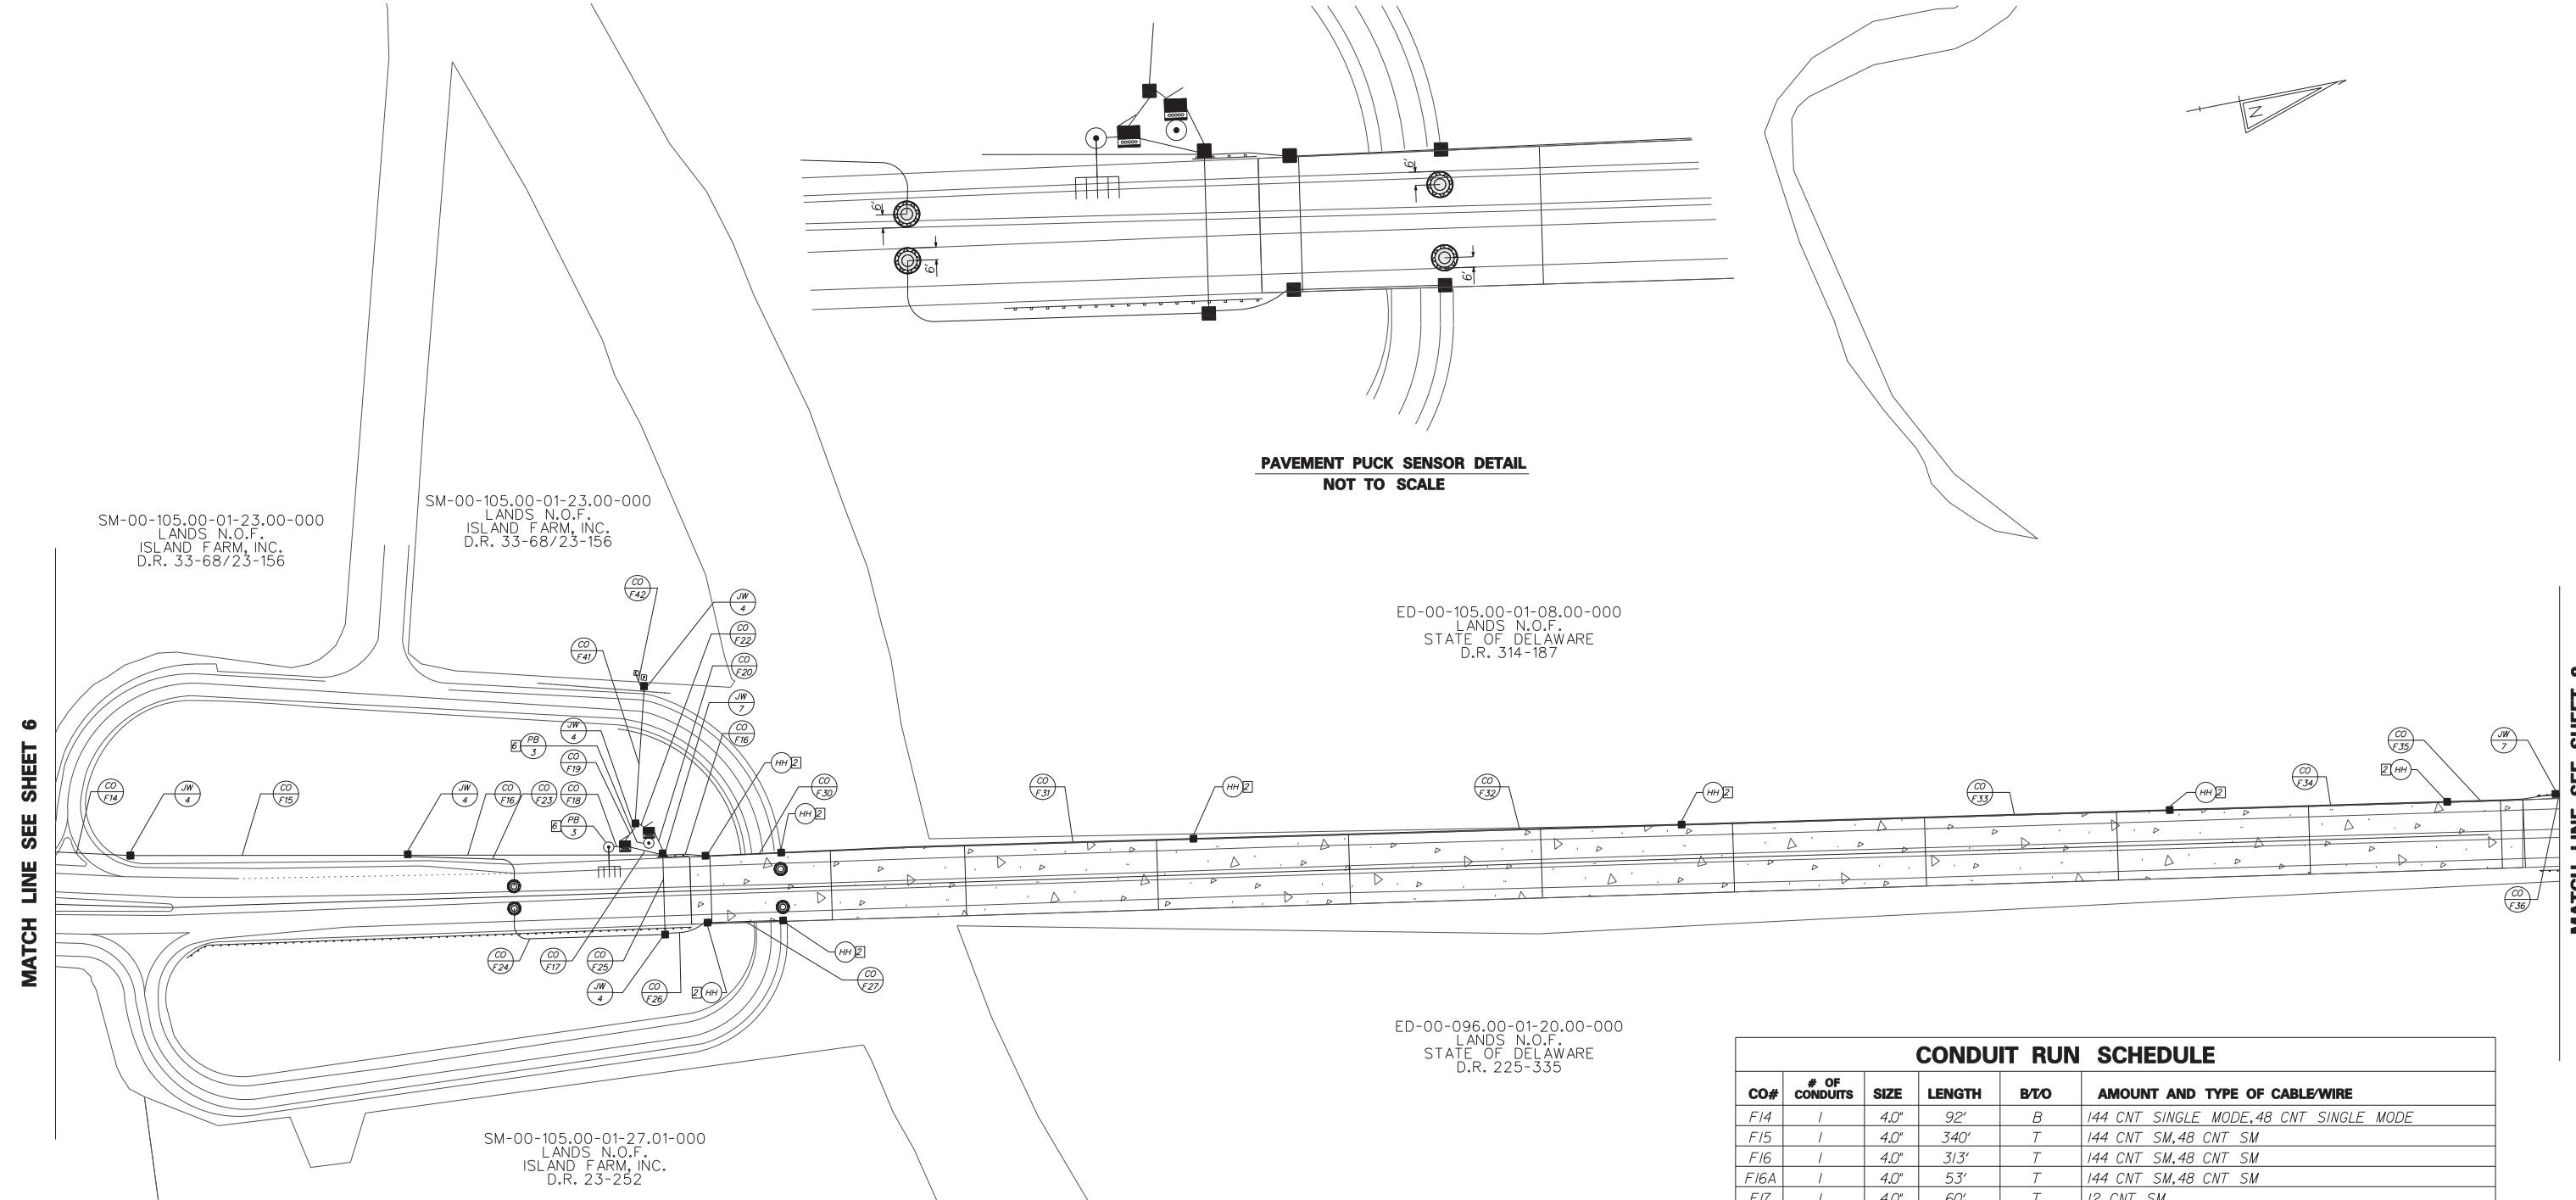 N
6'
6'
6'
6'
PAVEMENT PUCK SENSOR DETAIL
NOT TO SCALE
SM-00-105.00-01-23.00-000
LANDS N.O.F.
ISLAND FARM, INC.
D.R. 33-68/23-156
SM-00-105.00-01-23.00-000
LANDS N.O.F.
ISLAND FARM, INC.
D.R. 33-68/23-156
ED-00-105.00-01-08.00-000
LANDS N.O.F.
STATE OF DELAWARE
D.R. 314-187
MATCH LINE SEE SHEET 6
CO
F42
JW
4
CO
F22
CO
F41
CO
F20
JW
7
JW
4
CO
F16
6 PB
3
CO
F19
HH 2
CO
F14
JW
4
CO
F15
JW
4
CO
F16
CO
F23
CO
F18
CO
F30
HH 2
6 PB
3
CO
F31
HH 2
CO
F32
HH 2
CO
F33
HH 2
CO
F34
CO
F35
2 HH
JW
7
CO
F36
CO
F24
CO
F17
CO
F25
HH 2
CO
F27
JW
4
CO
F26
2 HH
ED-00-096.00-01-20.00-000
LANDS N.O.F.
STATE OF DELAWARE
D.R. 225-335
SM-00-105.00-01-27.01-000
LANDS N.O.F.
ISLAND FARM, INC.
D.R. 23-252
MATCH LINE SEE SHEET
CONDUIT RUN SCHEDULE
CO# # OF CONDUITS SIZE LENGTH B/T/O AMOUNT AND TYPE OF CABLE/WIRE
F14 1 4.0" 92' B 144 CNT SINGLE MODE, 48 CNT SINGLE MODE
F15 1 4.0" 340' T 144 CNT SM, 48 CNT SM
F16 1 4.0" 313' T 144 CNT SM, 48 CNT SM
F16A 1 4.0" 53' T 144 CNT SM, 48 CNT SM
F17 1 4.0" 60' T 12 CNT SM